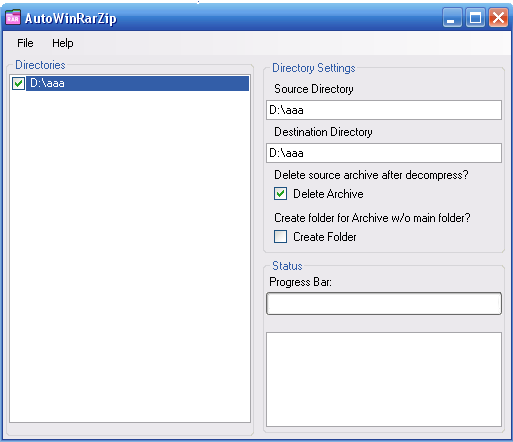 AutoWinRarZip
File Help
Directories
D:\aaa
Directory Settings
Source Directory
D:\aaa
Destination Directory
D:\aaa
Delete source archive after decompress?
Delete Archive
Create folder for Archive w/o main folder?
Create Folder
Status
Progress Bar: